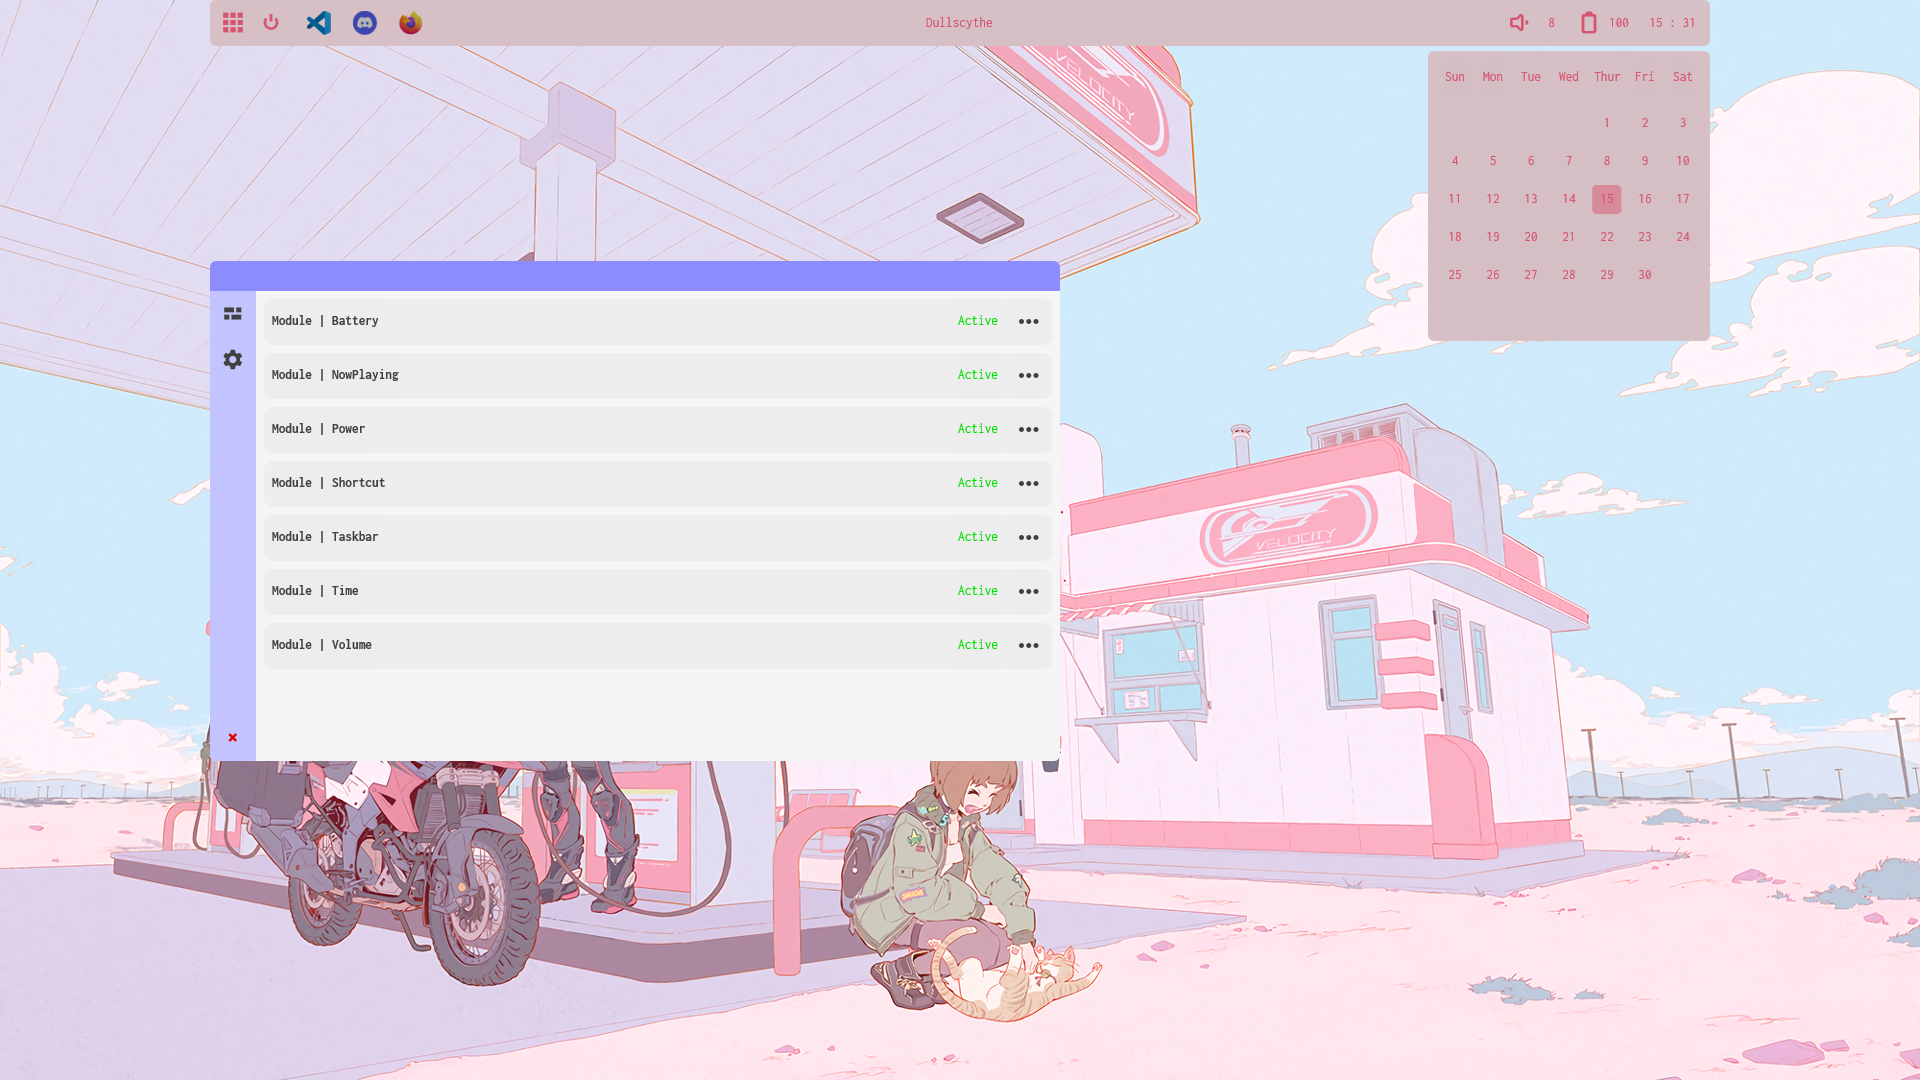 Dullscythe
8 100 15 : 31
Sun Mon Tue Wed Thur Fri Sat
1 2 3
4 5 6 7 8 9 10
11 12 13 14 15 16 17
18 19 20 21 22 23 24
25 26 27 28 29 30
VELOCITY
Module | Battery Active
Module | NowPlaying Active
Module | Power Active
Module | Shortcut Active
Module | Taskbar Active
Module | Time Active
Module | Volume Active
VELOCITY